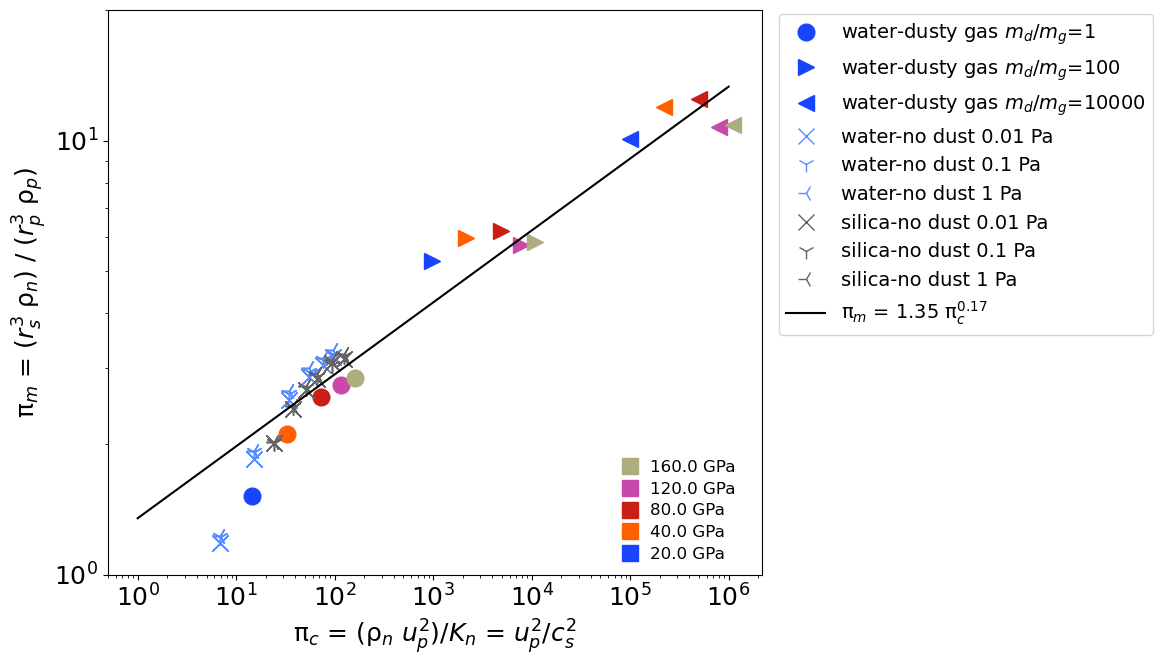 π_m = (r_s^3 ρ_n) / (r_p^3 ρ_p)
10^1
10^0
10^0 10^1 10^2 10^3 10^4 10^5 10^6
π_c = (ρ_n u_p^2)/K_n = u_p^2/c_s^2
160.0 GPa
120.0 GPa
80.0 GPa
40.0 GPa
20.0 GPa
water-dusty gas m_d/m_g=1
water-dusty gas m_d/m_g=100
water-dusty gas m_d/m_g=10000
water-no dust 0.01 Pa
water-no dust 0.1 Pa
water-no dust 1 Pa
silica-no dust 0.01 Pa
silica-no dust 0.1 Pa
silica-no dust 1 Pa
π_m = 1.35 π_c^0.17